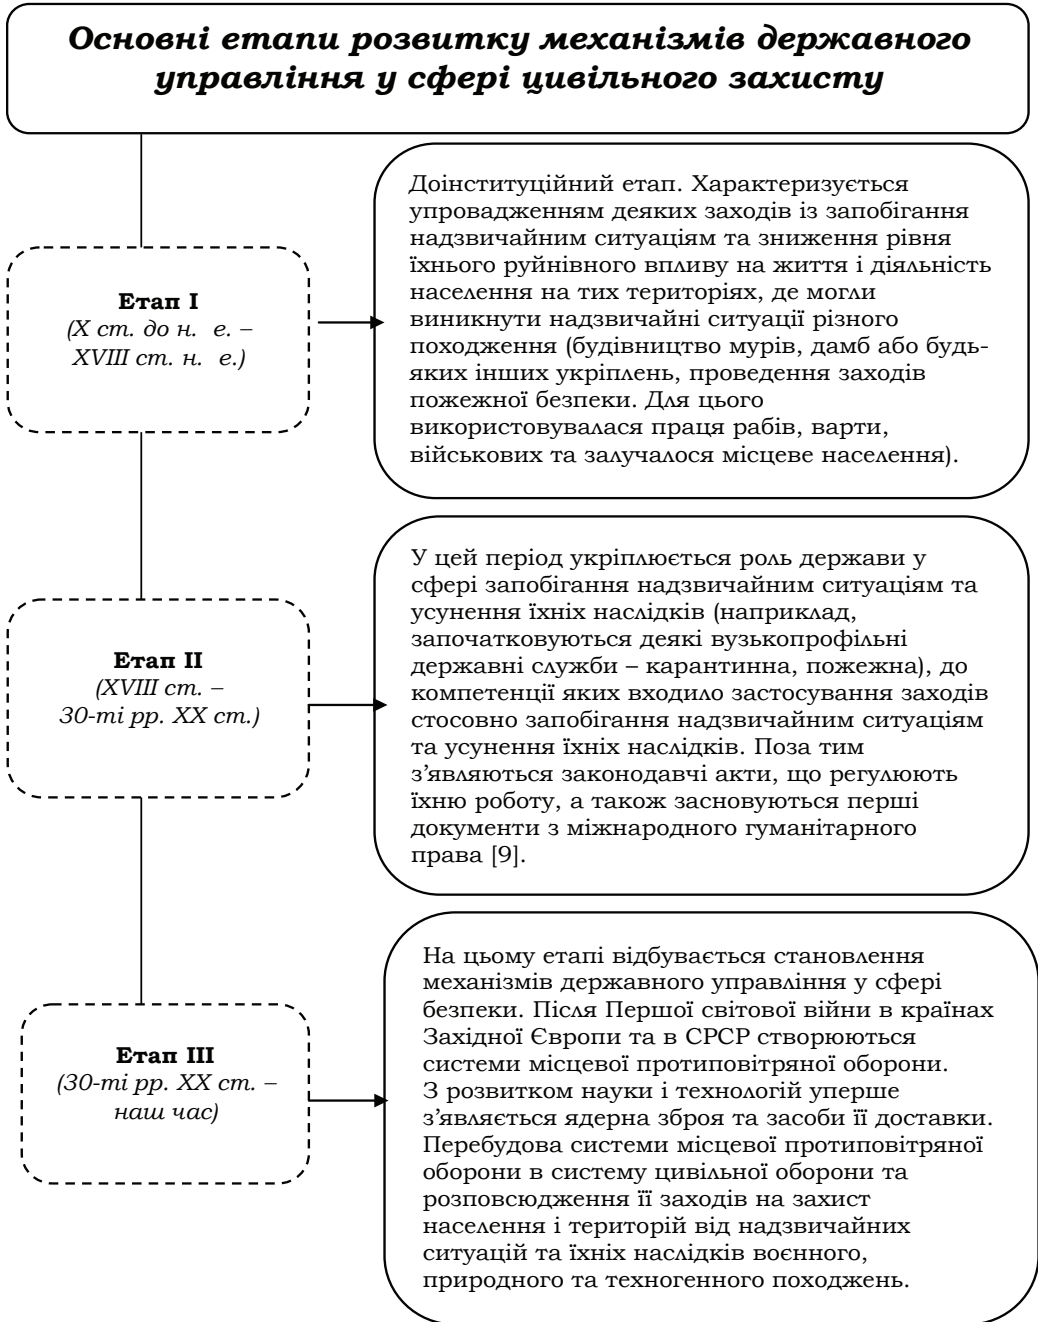 Основні етапи розвитку механізмів державного
управління у сфері цивільного захисту
Етап I
(X ст. до н. е. –
XVIII ст. н. е.)
Доінституційний етап. Характеризується
упровадженням деяких заходів із запобігання
надзвичайним ситуаціям та зниження рівня
їхнього руйнівного впливу на життя і діяльність
населення на тих територіях, де могли
виникнути надзвичайні ситуації різного
походження (будівництво мурів, дамб або будь-
яких інших укріплень, проведення заходів
пожежної безпеки. Для цього
використовувалася праця рабів, варти,
військових та залучалося місцеве населення).
Етап II
(XVIII ст. –
30-ті рр. XX ст.)
У цей період укріплюється роль держави у
сфері запобігання надзвичайним ситуаціям та
усунення їхніх наслідків (наприклад,
започатковуються деякі вузькопрофільні
державні служби – карантинна, пожежна), до
компетенції яких входило застосування заходів
стосовно запобігання надзвичайним ситуаціям
та усунення їхніх наслідків. Поза тим
з’являються законодавчі акти, що регулюють
їхню роботу, а також засновуються перші
документи з міжнародного гуманітарного
права [9].
Етап III
(30-ті рр. XX ст. –
наш час)
На цьому етапі відбувається становлення
механізмів державного управління у сфері
безпеки. Після Першої світової війни в країнах
Західної Європи та в СРСР створюються
системи місцевої протиповітряної оборони.
З розвитком науки і технологій уперше
з’являється ядерна зброя та засоби її доставки.
Перебудова системи місцевої протиповітряної
оборони в систему цивільної оборони та
розповсюдження її заходів на захист
населення і територій від надзвичайних
ситуацій та їхніх наслідків воєнного,
природного та техногенного походжень.